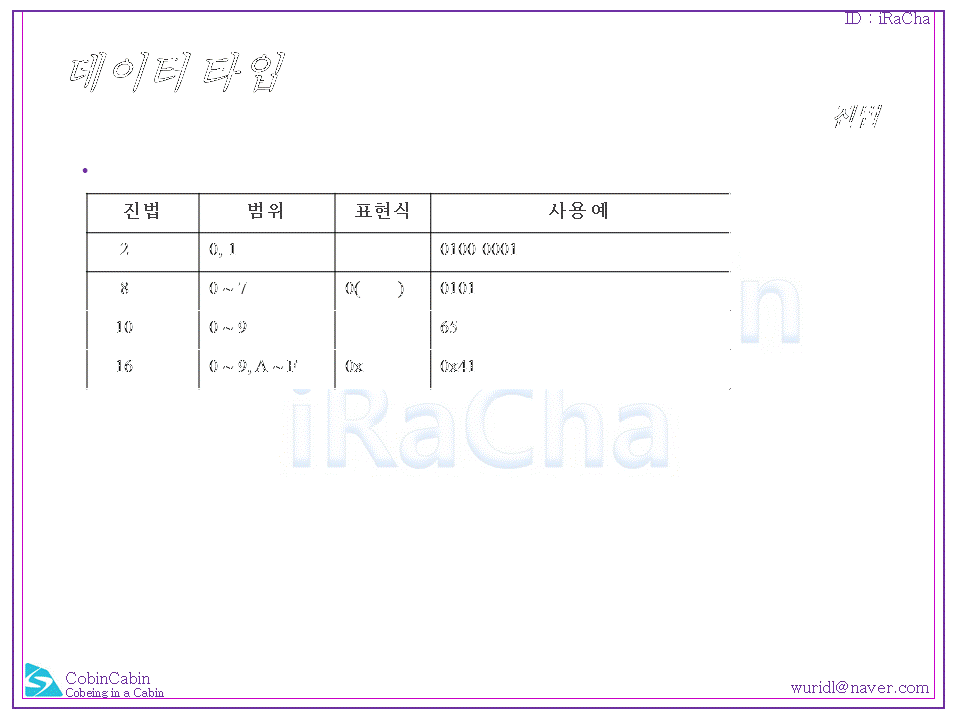 ID : iRaCha
데이터 타입
진법
•
진법 범위 표현식 사용 예
2 0, 1 0100 0001
8 0 ~ 7 0( ) 0101
10 0 ~ 9 65
16 0 ~ 9, A ~ F 0x 0x41
n
iRaCha
CobinCabin
Cobeing in a Cabin
wuridl@naver.com